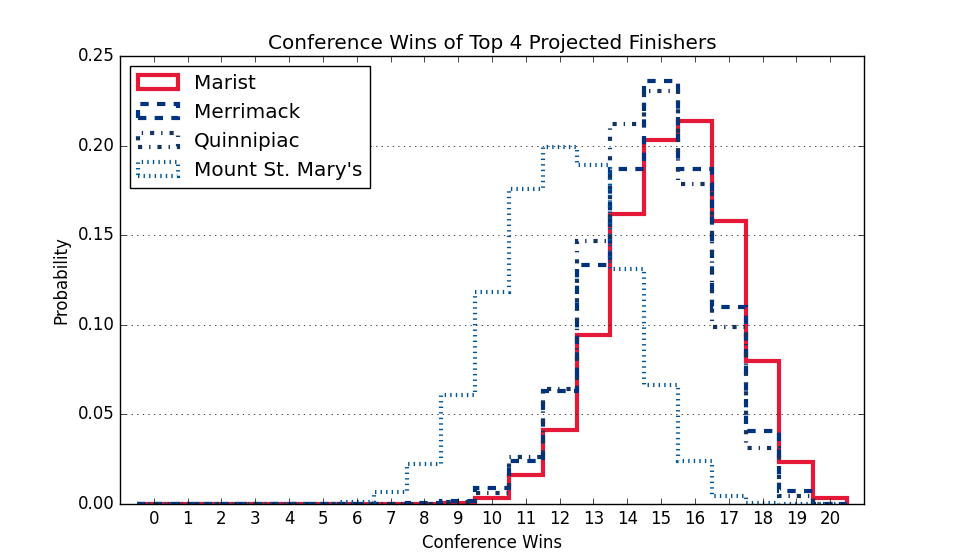 Conference Wins of Top 4 Projected Finishers
Marist
Merrimack
Quinnipiac
Mount St. Mary's
Probability
0.25
0.20
0.15
0.10
0.05
0.00
0 1 2 3 4 5 6 7 8 9 10 11 12 13 14 15 16 17 18 19 20
Conference Wins